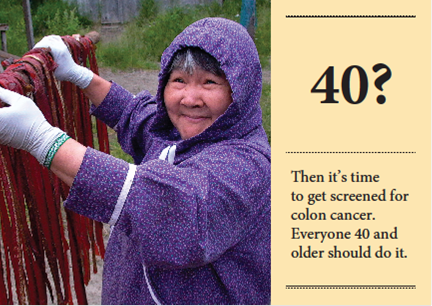 40?
Then it's time
to get screened for
colon cancer.
Everyone 40 and
older should do it.